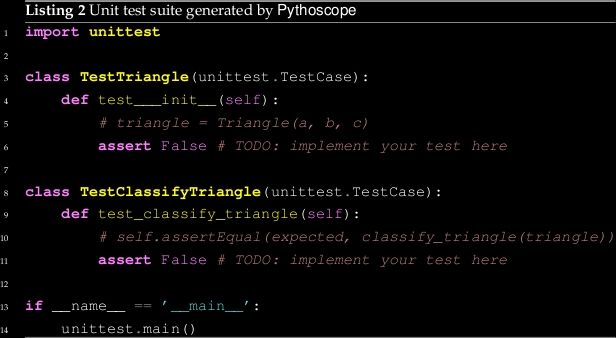 Listing 2 Unit test suite generated by Pythoscope
1 import unittest
2
3 class TestTriangle(unittest.TestCase):
4     def test___init__(self):
5         # triangle = Triangle(a, b, c)
6         assert False # TODO: implement your test here
7
8 class TestClassifyTriangle(unittest.TestCase):
9     def test_classify_triangle(self):
10         # self.assertEqual(expected, classify_triangle(triangle))
11         assert False # TODO: implement your test here
12
13 if __name__ == '__main__':
14     unittest.main()